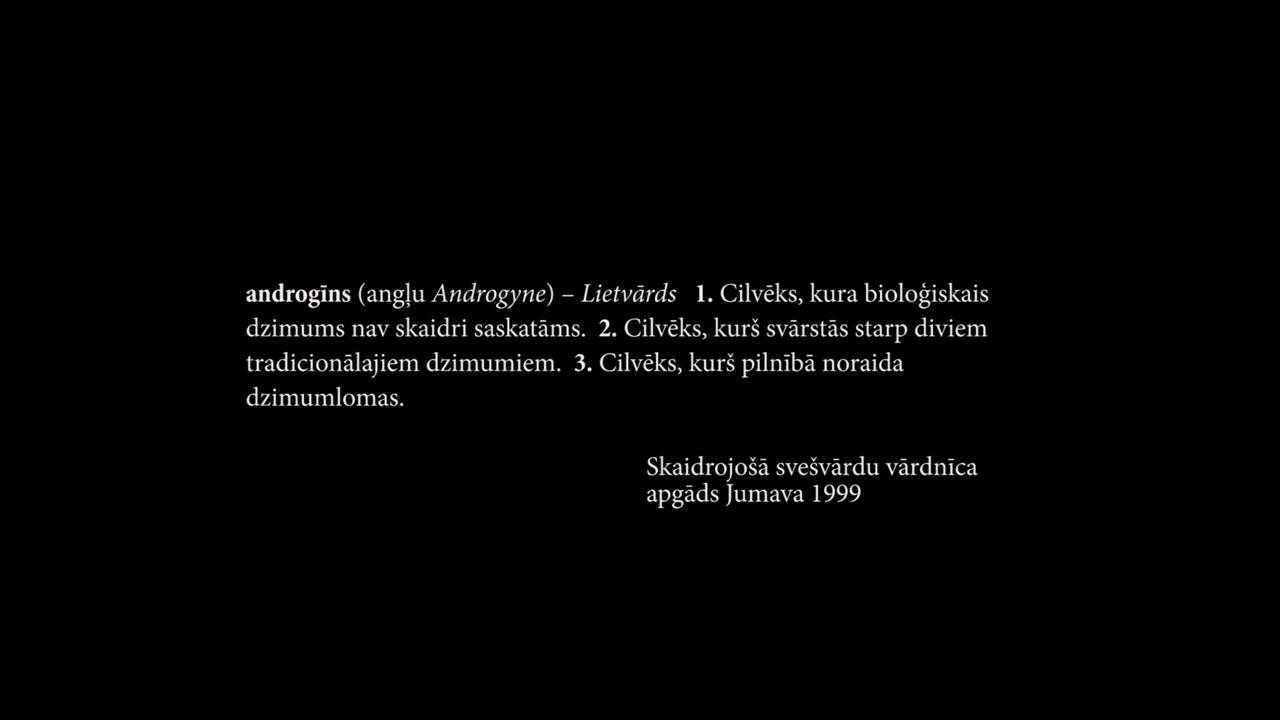 androgīns (angļu Androgyne) – Lietvārds 1. Cilvēks, kura bioloģiskais
dzimums nav skaidri saskatāms. 2. Cilvēks, kurš svārstās starp diviem
tradicionālajiem dzimumiem. 3. Cilvēks, kurš pilnībā noraida
dzimumlomas.
Skaidrojošā svešvārdu vārdnīca
apgāds Jumava 1999